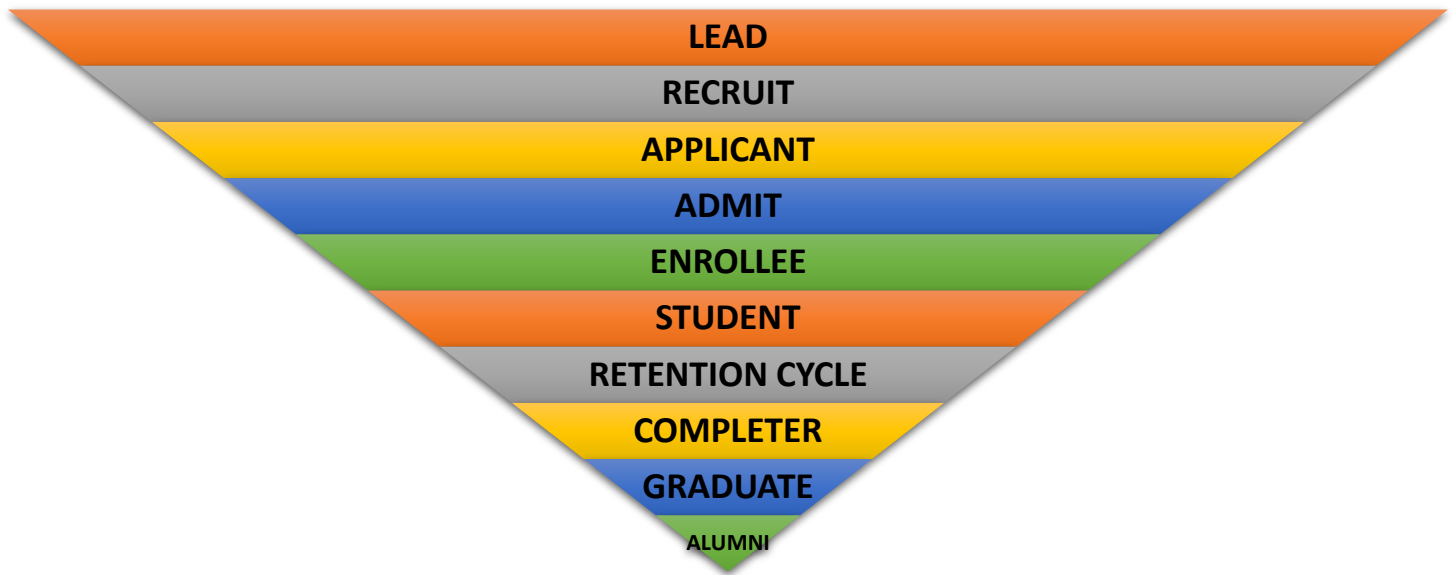 LEAD
RECRUIT
APPLICANT
ADMIT
ENROLLEE
STUDENT
RETENTION CYCLE
COMPLETER
GRADUATE
ALUMNI